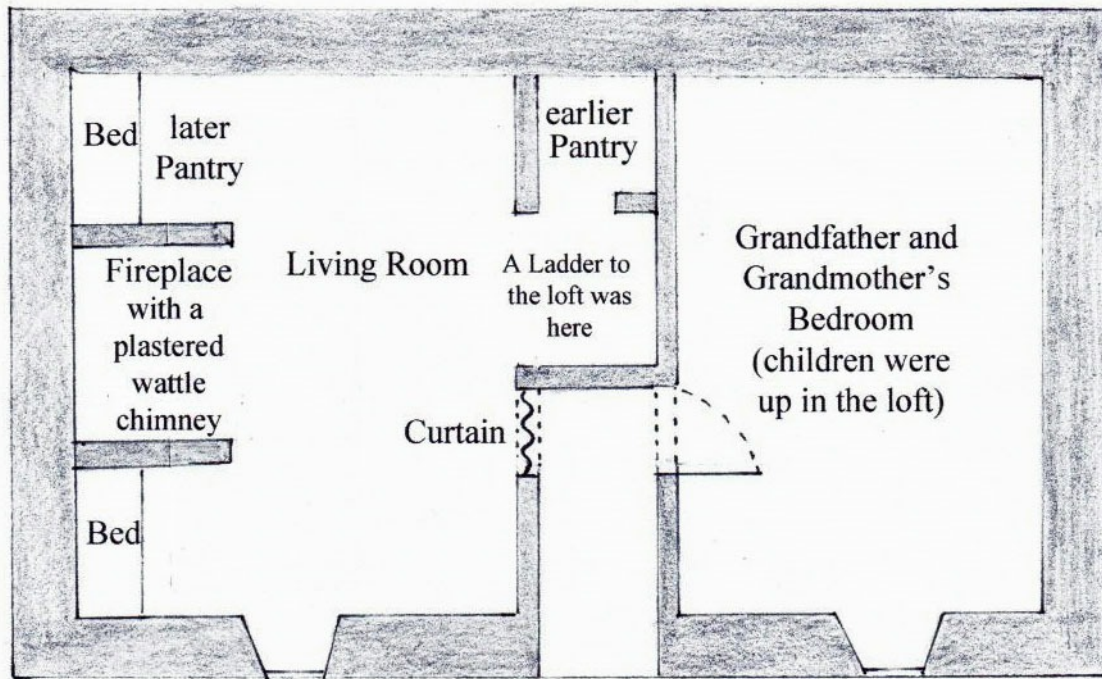 Bed
later
Pantry
earlier
Pantry
Fireplace
with a
plastered
wattle
chimney
Living Room
A Ladder to
the loft was
here
Grandfather and
Grandmother's
Bedroom
(children were
up in the loft)
Curtain
Bed